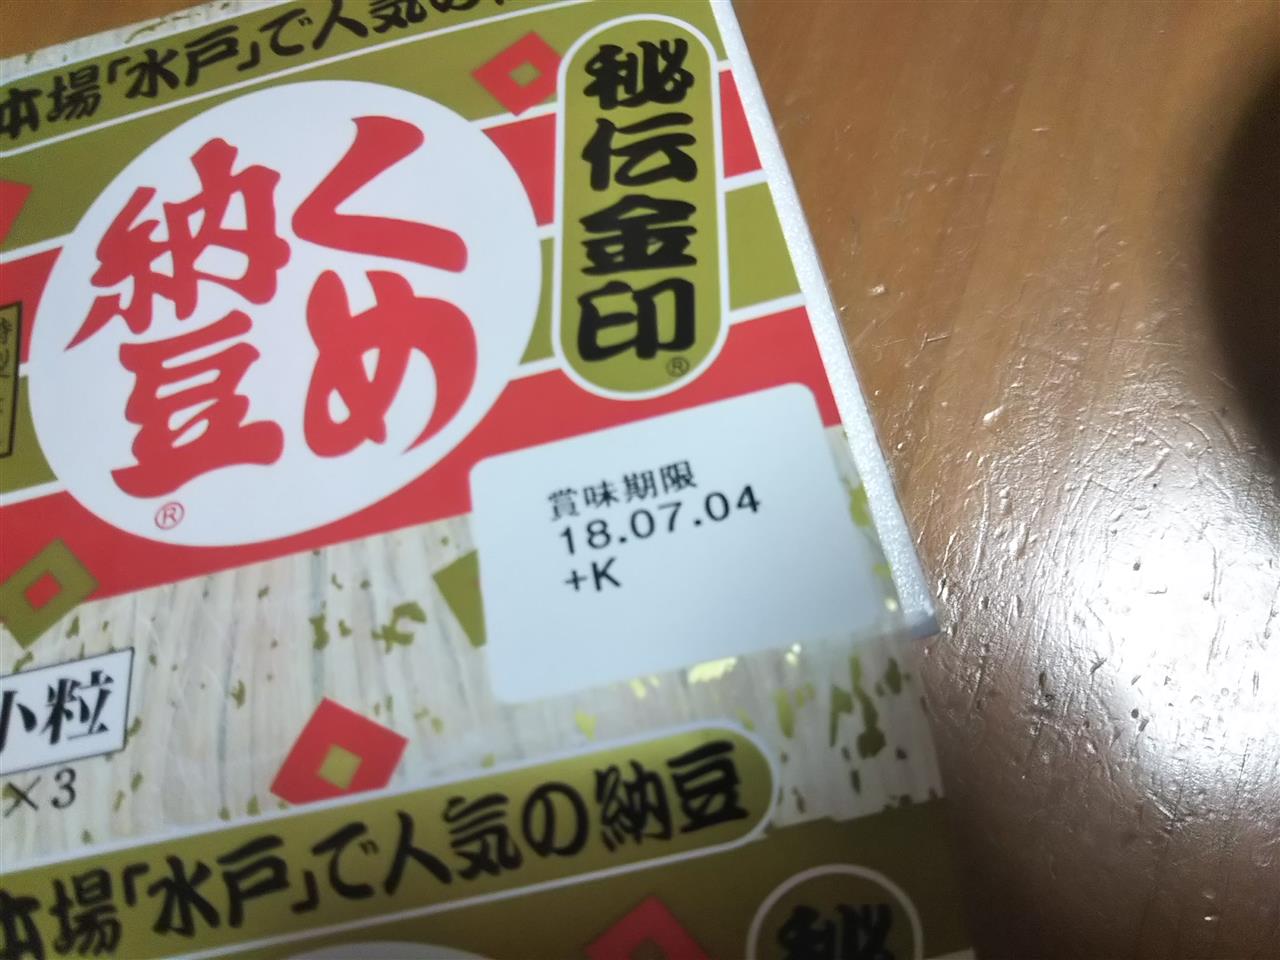 本場「水戸」で人気の
くめ
納豆
®
秘伝金印
®
賞味期限
18.07.04
+K
小粒
×3
本場「水戸」で人気の納豆
秘